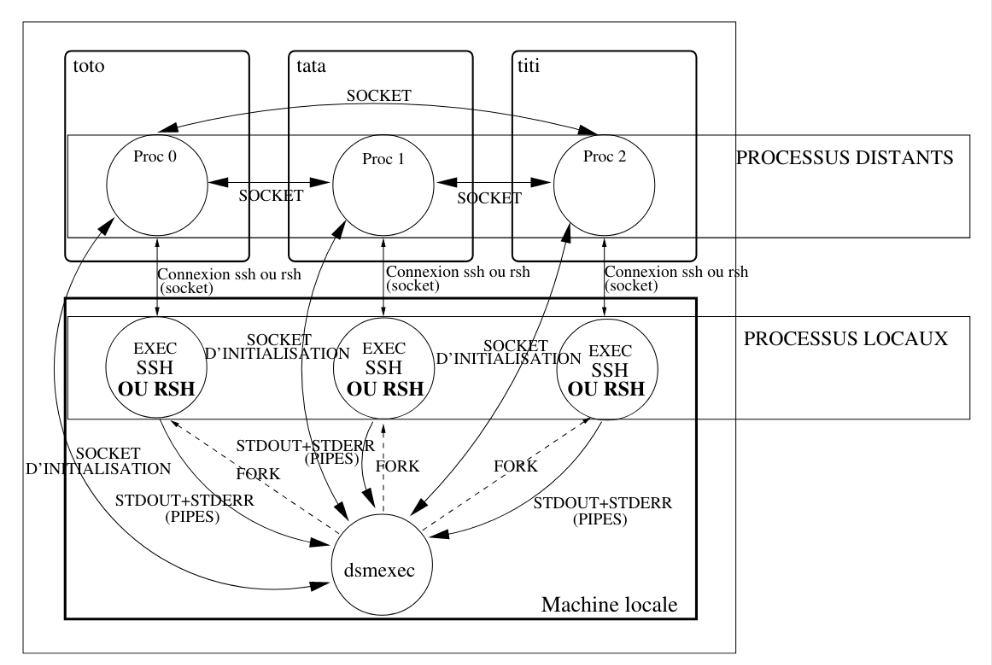 toto
tata
titi
SOCKET
Proc 0
Proc 1
Proc 2
PROCESSUS DISTANTS
SOCKET
SOCKET
Connexion ssh ou rsh
(socket)
Connexion ssh ou rsh
(socket)
Connexion ssh ou rsh
(socket)
EXEC
SSH
OU RSH
SOCKET
D'INITIALISATION
EXEC
SSH
OU RSH
SOCKET
D'INITIALISATION
EXEC
SSH
OU RSH
PROCESSUS LOCAUX
SOCKET
D'INITIALISATION
STDOUT+STDERR
(PIPES)
FORK
STDOUT+STDERR
(PIPES)
FORK
FORK
STDOUT+STDERR
(PIPES)
dsmexec
Machine locale